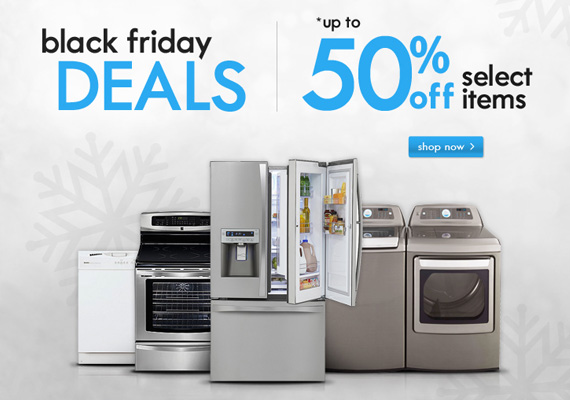 black friday
DEALS
*up to
50%
off
select
items
shop now >